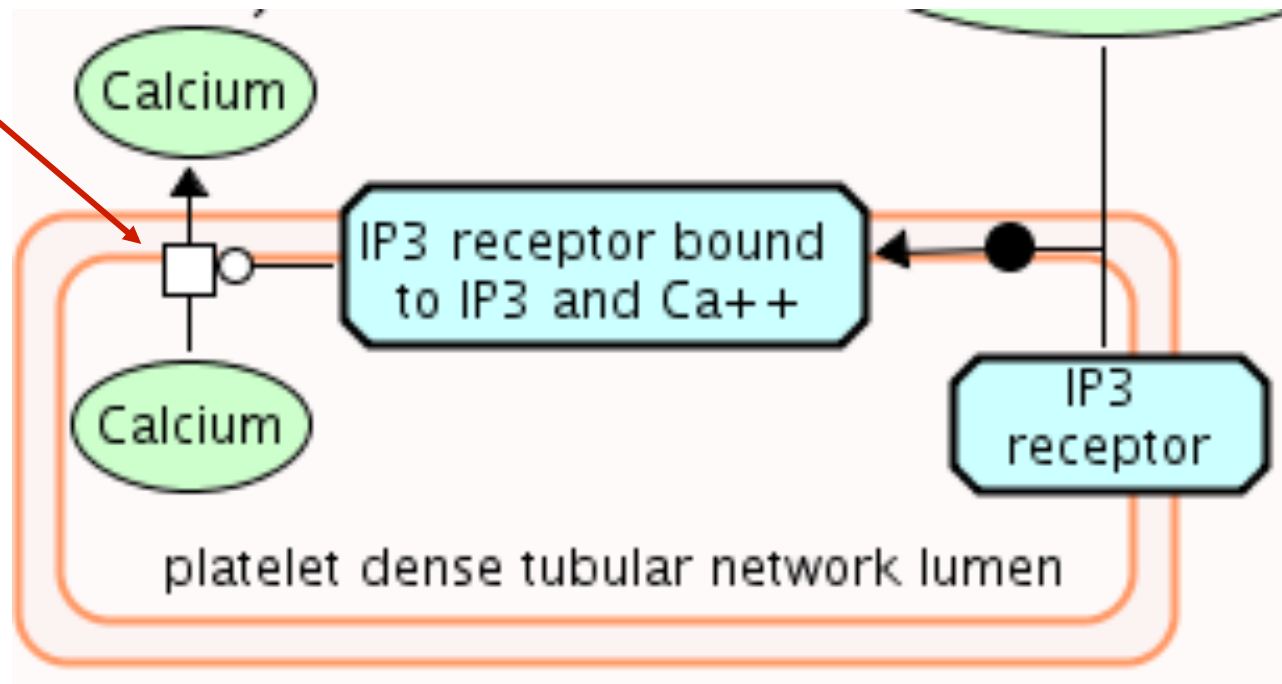 Calcium
IP3 receptor bound
to IP3 and Ca++
Calcium
IP3
receptor
platelet dense tubular network lumen